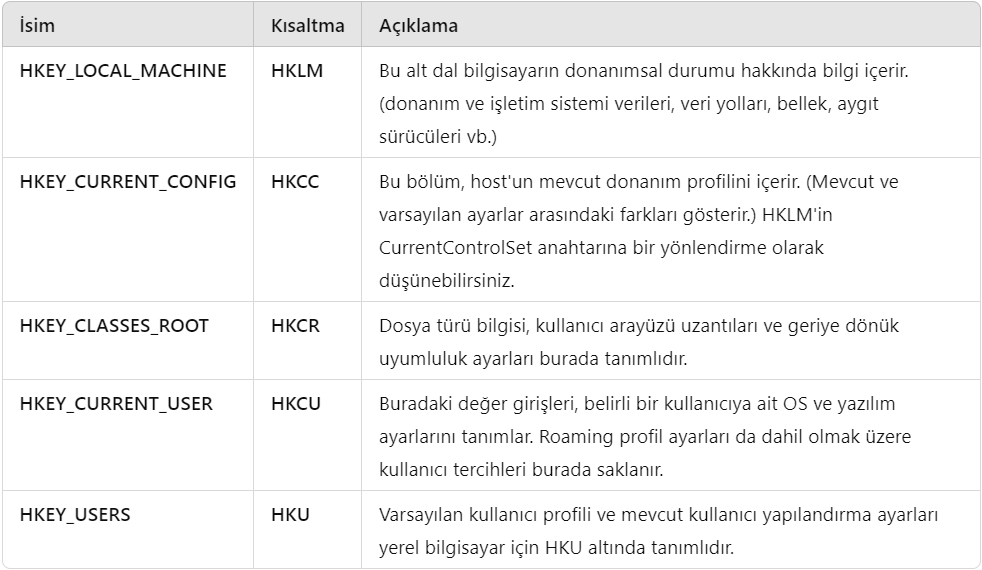 İsim Kısaltma Açıklama
HKEY_LOCAL_MACHINE HKLM Bu alt dal bilgisayarın donanımsal durumu hakkında bilgi içerir.
(donanım ve işletim sistemi verileri, veri yolları, bellek, aygıt
sürücüleri vb.)
HKEY_CURRENT_CONFIG HKCC Bu bölüm, host'un mevcut donanım profilini içerir. (Mevcut ve
varsayılan ayarlar arasındaki farkları gösterir.) HKLM'in
CurrentControlSet anahtarına bir yönlendirme olarak
düşünebilirsiniz.
HKEY_CLASSES_ROOT HKCR Dosya türü bilgisi, kullanıcı arayüzü uzantıları ve geriye dönük
uyumluluk ayarları burada tanımlıdır.
HKEY_CURRENT_USER HKCU Buradaki değer girişleri, belirli bir kullanıcıya ait OS ve yazılım
ayarlarını tanımlar. Roaming profil ayarları da dahil olmak üzere
kullanıcı tercihleri burada saklanır.
HKEY_USERS HKU Varsayılan kullanıcı profili ve mevcut kullanıcı yapılandırma ayarları
yerel bilgisayar için HKU altında tanımlıdır.